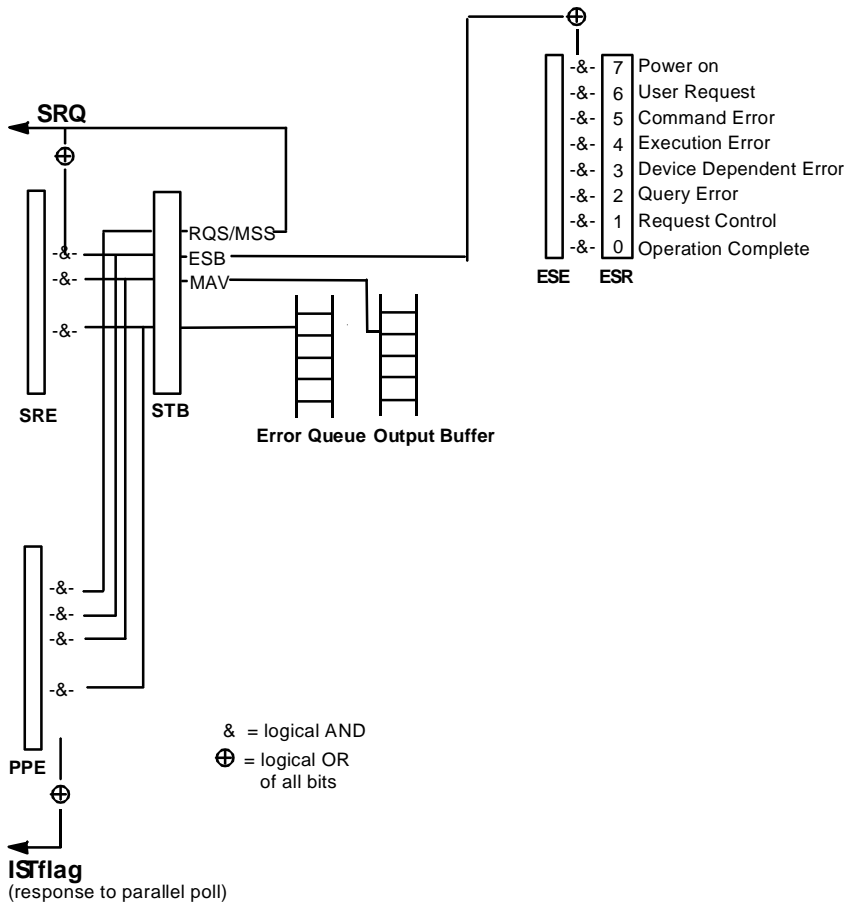 -&- 7 Power on
-&- 6 User Request
-&- 5 Command Error
-&- 4 Execution Error
-&- 3 Device Dependent Error
-&- 2 Query Error
-&- 1 Request Control
-&- 0 Operation Complete
ESE ESR
SRQ
RQS/MSS
-&- ESB
-&- MAV
-&-
SRE STB
Error Queue Output Buffer
-&-
-&-
-&-
-&-
PPE
& = logical AND
⊕ = logical OR
of all bits
ISTflag
(response to parallel poll)